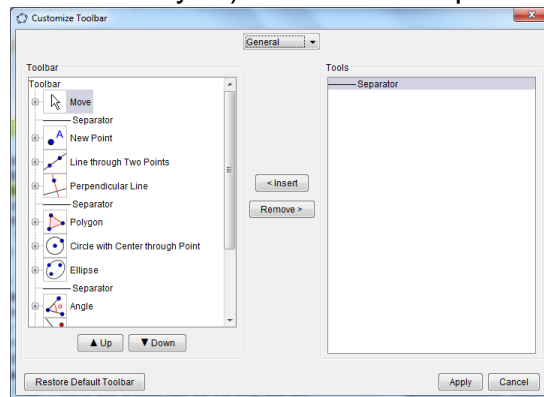 Customize Toolbar
General
Toolbar
Tools
Toolbar
Separator
Move
Separator
A
New Point
Line through Two Points
Perpendicular Line
Separator
Polygon
Circle with Center through Point
Ellipse
Separator
α
Angle
< Insert
Remove >
▲ Up
▼ Down
Restore Default Toolbar
Apply
Cancel